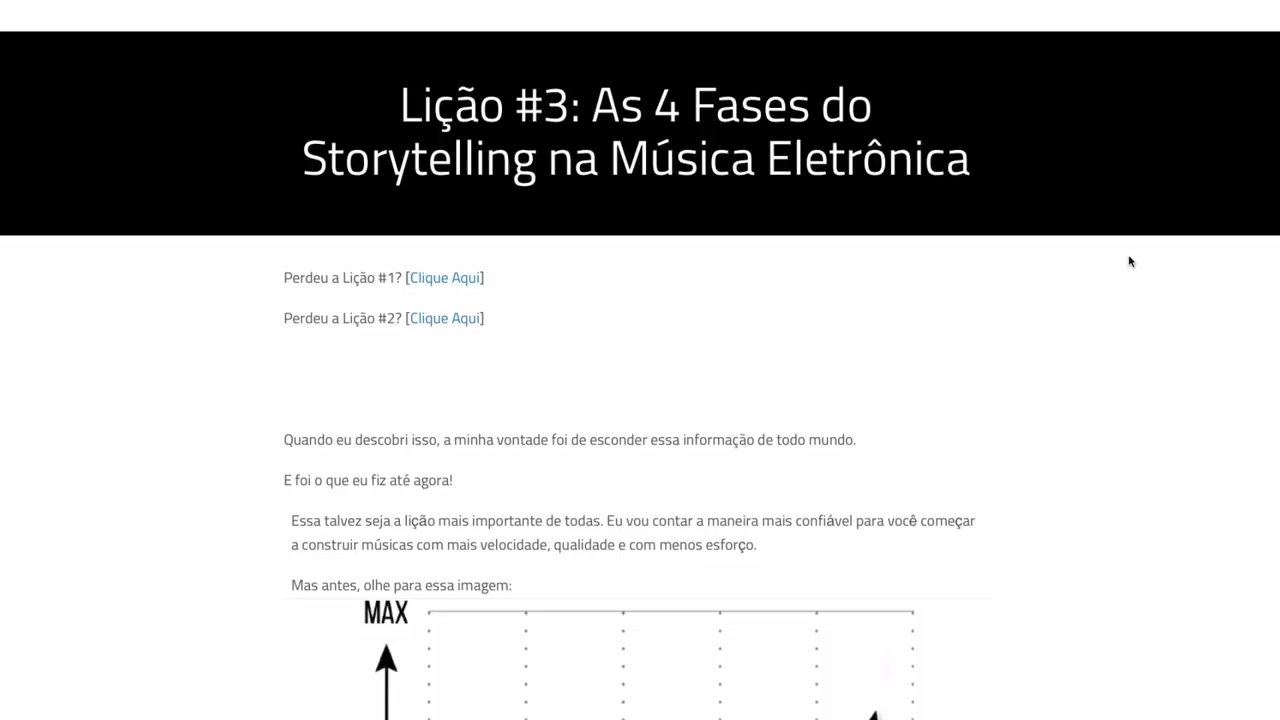 Lição #3: As 4 Fases do
Storytelling na Música Eletrônica
Perdeu a Lição #1? [Clique Aqui]
Perdeu a Lição #2? [Clique Aqui]
Quando eu descobri isso, a minha vontade foi de esconder essa informação de todo mundo.
E foi o que eu fiz até agora!
Essa talvez seja a lição mais importante de todas. Eu vou contar a maneira mais confiável para você começar
a construir músicas com mais velocidade, qualidade e com menos esforço.
Mas antes, olhe para essa imagem:
MAX